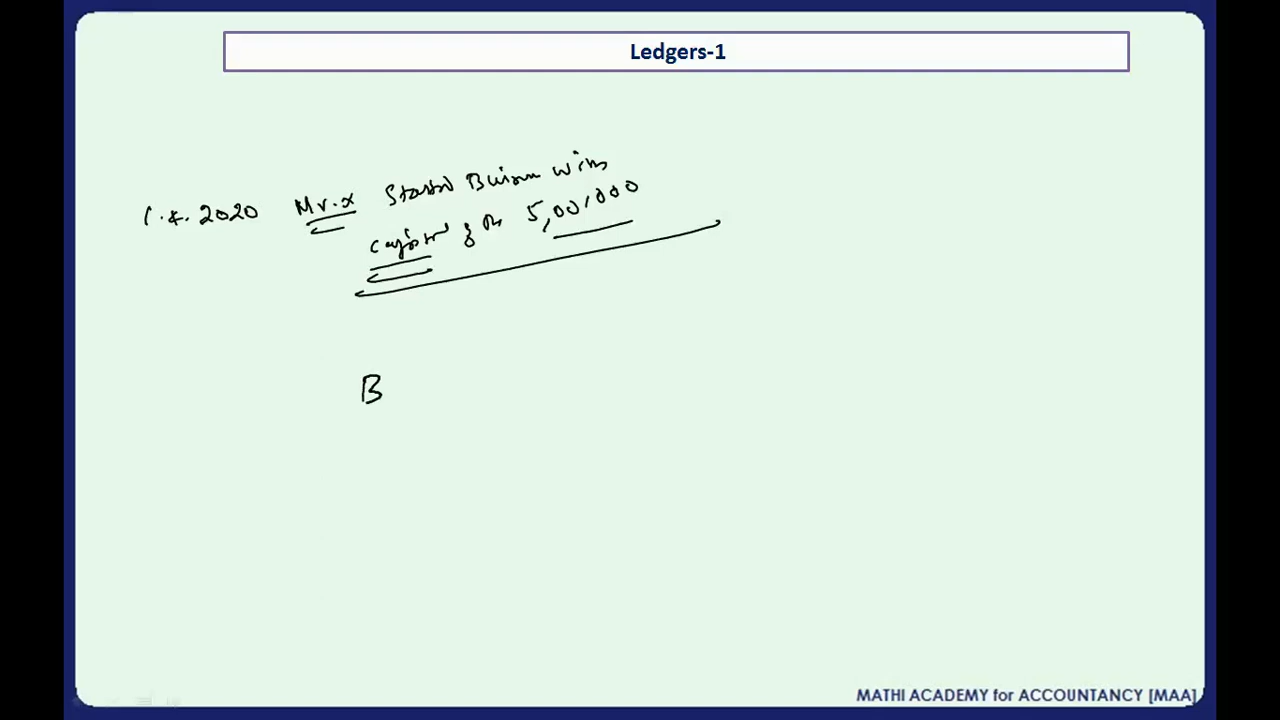 Ledgers-1
1.4.2020 Mr.X Started Business with
capital of Rs 5,00,000
B
MATHI ACADEMY for ACCOUNTANCY [MAA]